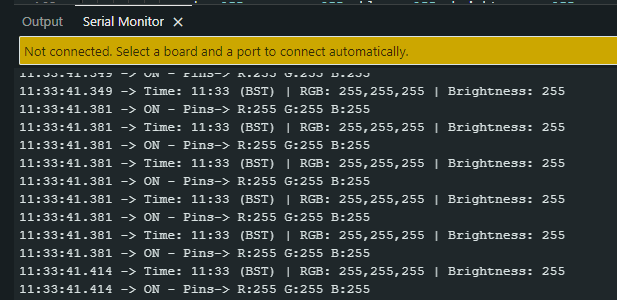 Output Serial Monitor ×
Not connected. Select a board and a port to connect automatically.
11:33:41.349 -> ON - Pins-> R:255 G:255 B:255
11:33:41.349 -> Time: 11:33 (BST) | RGB: 255,255,255 | Brightness: 255
11:33:41.381 -> ON - Pins-> R:255 G:255 B:255
11:33:41.381 -> Time: 11:33 (BST) | RGB: 255,255,255 | Brightness: 255
11:33:41.381 -> ON - Pins-> R:255 G:255 B:255
11:33:41.381 -> Time: 11:33 (BST) | RGB: 255,255,255 | Brightness: 255
11:33:41.381 -> ON - Pins-> R:255 G:255 B:255
11:33:41.381 -> Time: 11:33 (BST) | RGB: 255,255,255 | Brightness: 255
11:33:41.381 -> ON - Pins-> R:255 G:255 B:255
11:33:41.381 -> Time: 11:33 (BST) | RGB: 255,255,255 | Brightness: 255
11:33:41.381 -> ON - Pins-> R:255 G:255 B:255
11:33:41.414 -> Time: 11:33 (BST) | RGB: 255,255,255 | Brightness: 255
11:33:41.414 -> ON - Pins-> R:255 G:255 B:255